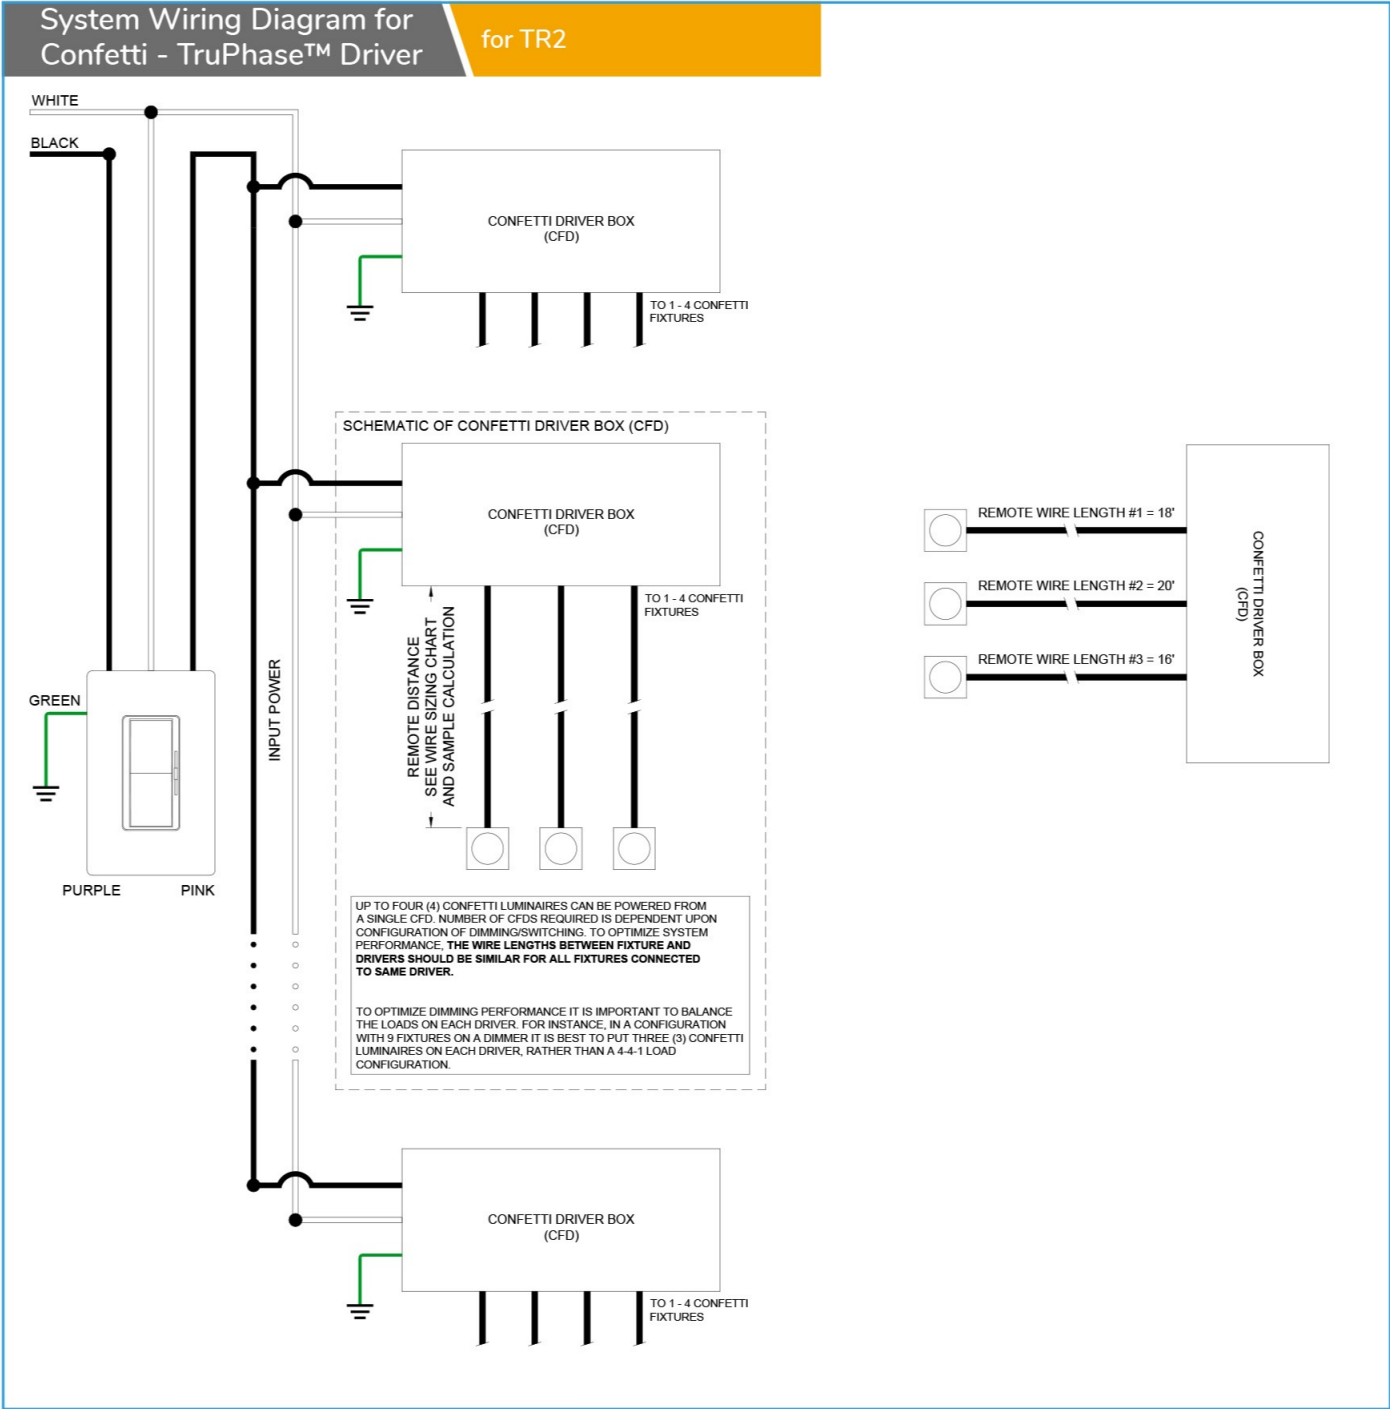 System Wiring Diagram for
Confetti - TruPhase™ Driver
for TR2
WHITE
BLACK
CONFETTI DRIVER BOX
(CFD)
TO 1 - 4 CONFETTI
FIXTURES
SCHEMATIC OF CONFETTI DRIVER BOX (CFD)
CONFETTI DRIVER BOX
(CFD)
TO 1 - 4 CONFETTI
FIXTURES
REMOTE DISTANCE
SEE WIRE SIZING CHART
AND SAMPLE CALCULATION
INPUT POWER
GREEN
PURPLE
PINK
UP TO FOUR (4) CONFETTI LUMINAIRES CAN BE POWERED FROM
A SINGLE CFD. NUMBER OF CFDS REQUIRED IS DEPENDENT UPON
CONFIGURATION OF DIMMING/SWITCHING. TO OPTIMIZE SYSTEM
PERFORMANCE, THE WIRE LENGTHS BETWEEN FIXTURE AND
DRIVERS SHOULD BE SIMILAR FOR ALL FIXTURES CONNECTED
TO SAME DRIVER.
TO OPTIMIZE DIMMING PERFORMANCE IT IS IMPORTANT TO BALANCE
THE LOADS ON EACH DRIVER. FOR INSTANCE, IN A CONFIGURATION
WITH 9 FIXTURES ON A DIMMER IT IS BEST TO PUT THREE (3) CONFETTI
LUMINAIRES ON EACH DRIVER, RATHER THAN A 4-4-1 LOAD
CONFIGURATION.
CONFETTI DRIVER BOX
(CFD)
TO 1 - 4 CONFETTI
FIXTURES
REMOTE WIRE LENGTH #1 = 18'
REMOTE WIRE LENGTH #2 = 20'
REMOTE WIRE LENGTH #3 = 16'
CONFETTI DRIVER BOX
(CFD)